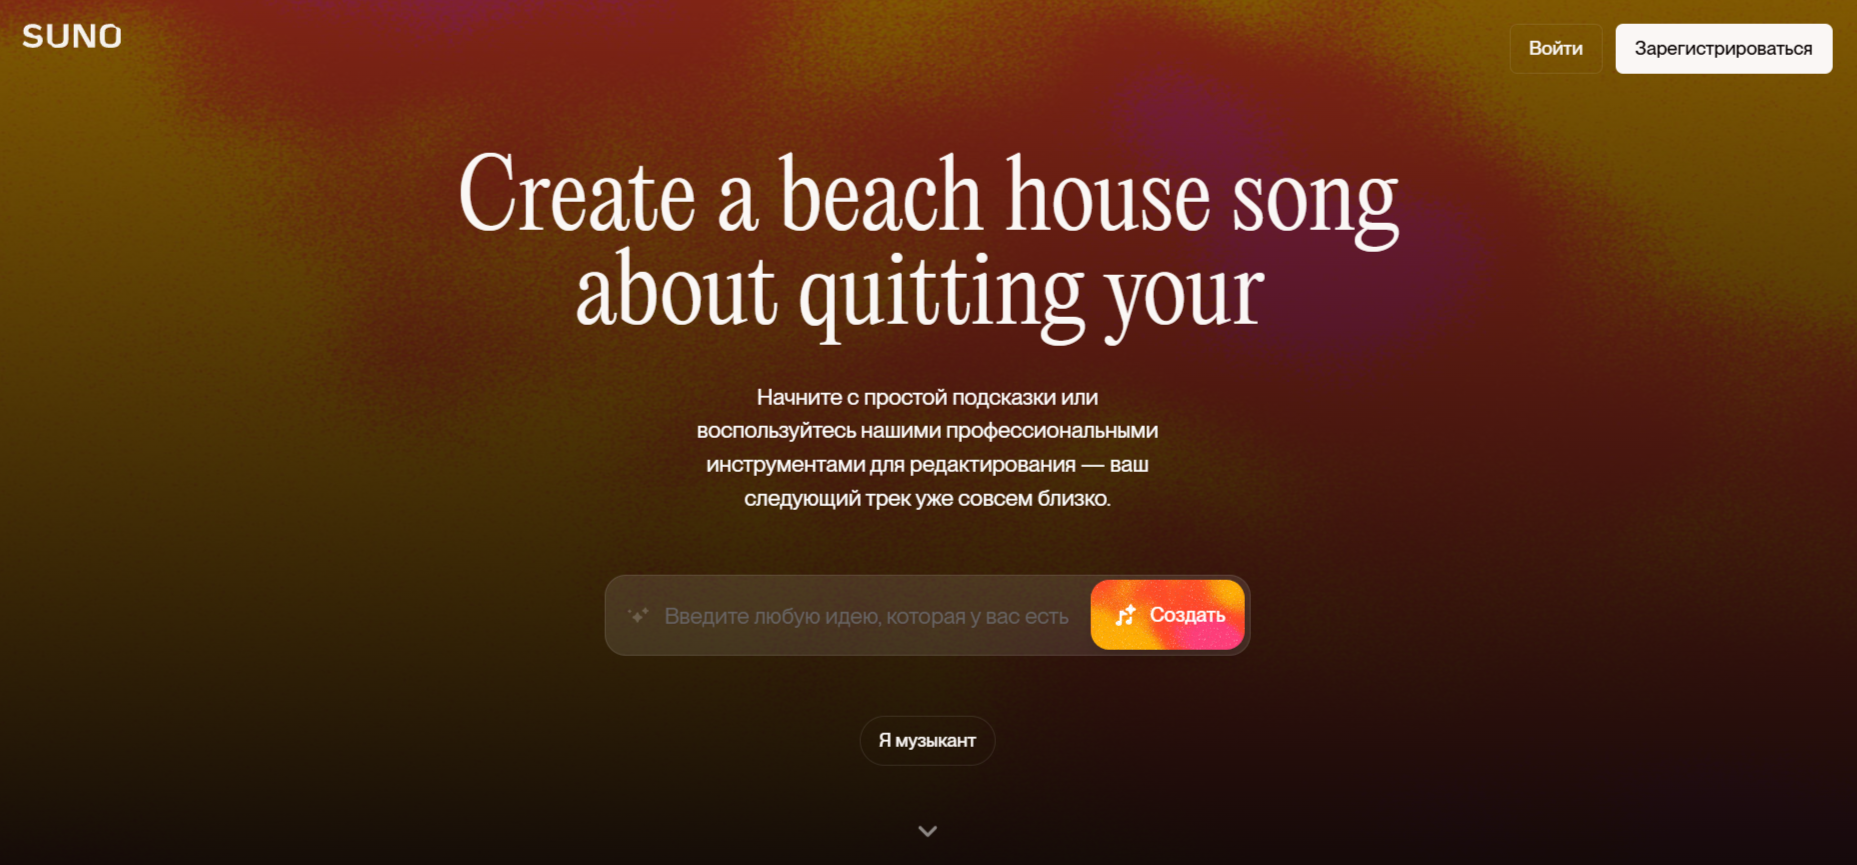 SUNO
Войти
Зарегистрироваться
Create a beach house song
about quitting your
Начните с простой подсказки или
воспользуйтесь нашими профессиональными
инструментами для редактирования — ваш
следующий трек уже совсем близко.
Введите любую идею, которая у вас есть
Создать
Я музыкант